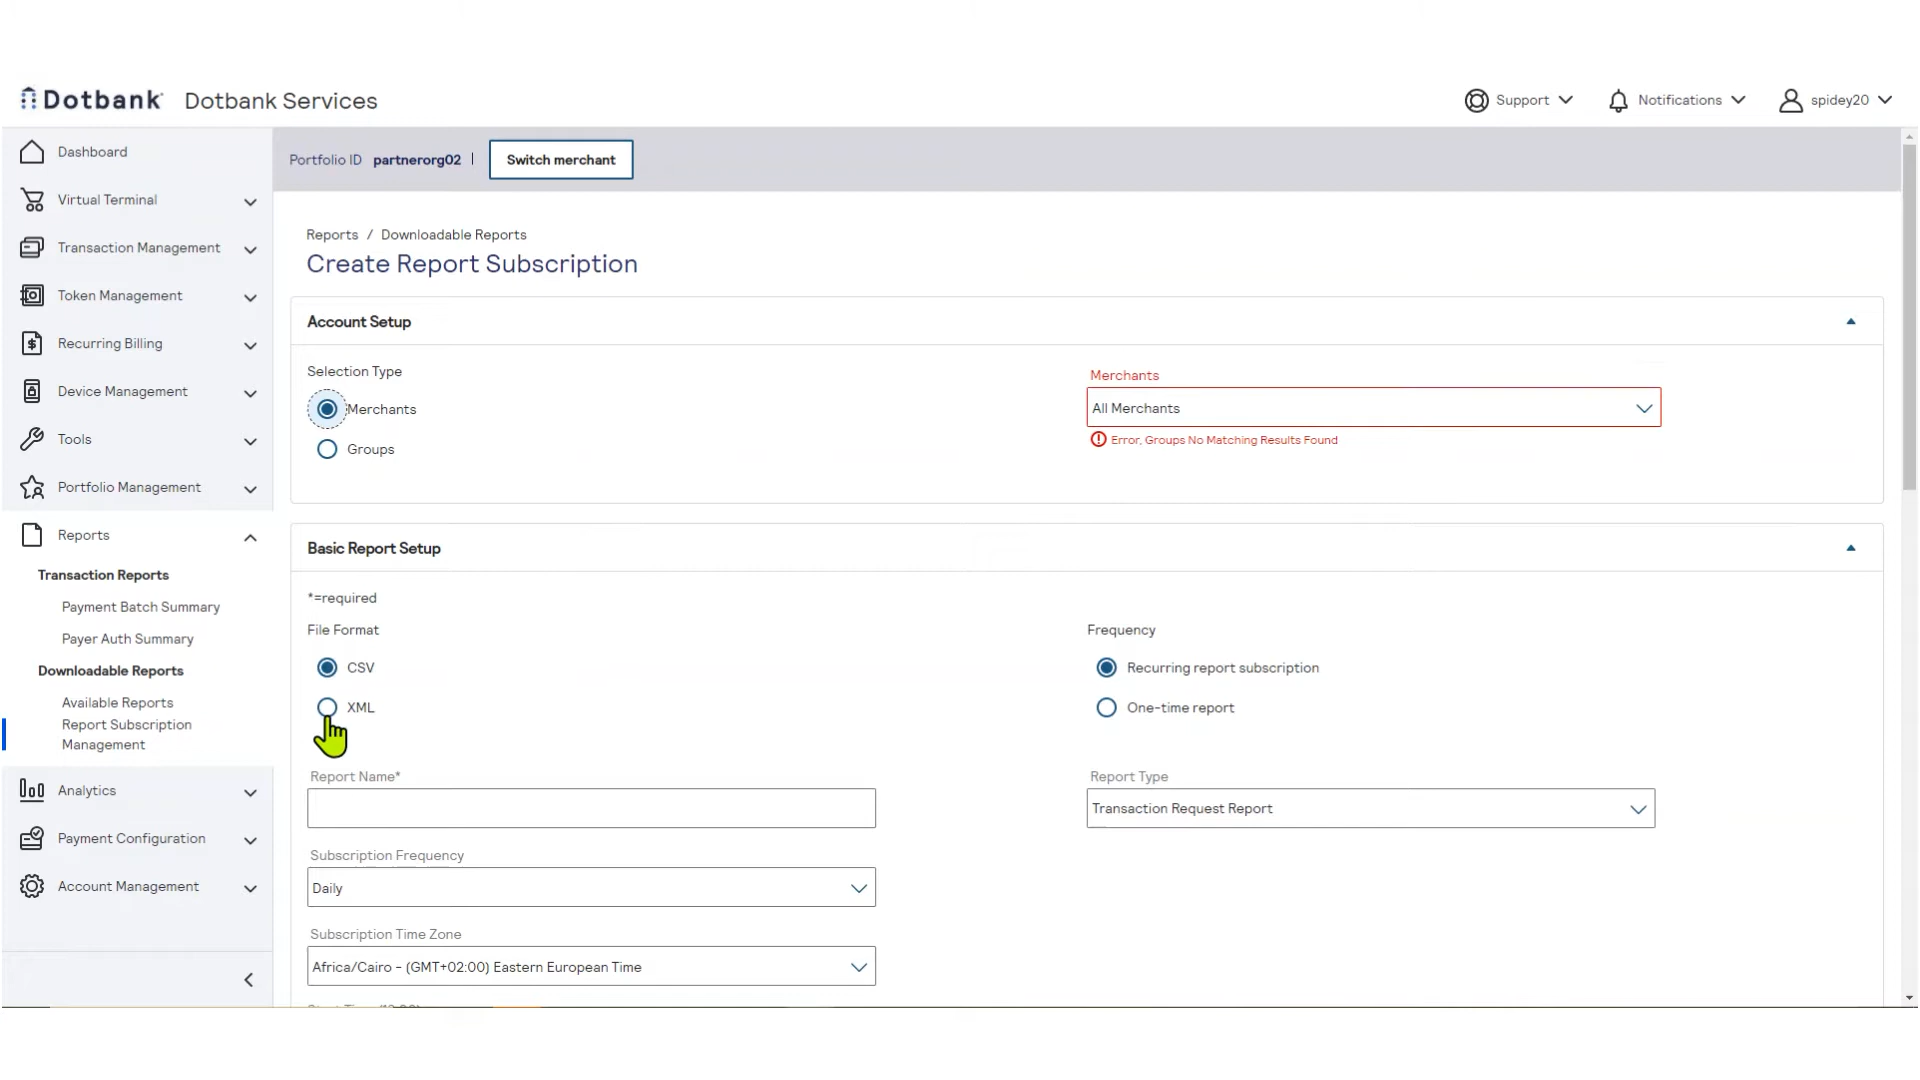 Dotbank Dotbank Services Support Notifications spidey20
Dashboard
Virtual Terminal
Transaction Management
Token Management
Recurring Billing
Device Management
Tools
Portfolio Management
Reports
Transaction Reports
Payment Batch Summary
Payer Auth Summary
Downloadable Reports
Available Reports
Report Subscription
Management
Analytics
Payment Configuration
Account Management
Portfolio ID partnerorg02 | Switch merchant
Reports / Downloadable Reports
Create Report Subscription
Account Setup
Selection Type
Merchants
Groups
Merchants
All Merchants
Error, Groups No Matching Results Found
Basic Report Setup
*=required
File Format
CSV
XML
Frequency
Recurring report subscription
One-time report
Report Name*
Report Type
Transaction Request Report
Subscription Frequency
Daily
Subscription Time Zone
Africa/Cairo - (GMT+02:00) Eastern European Time